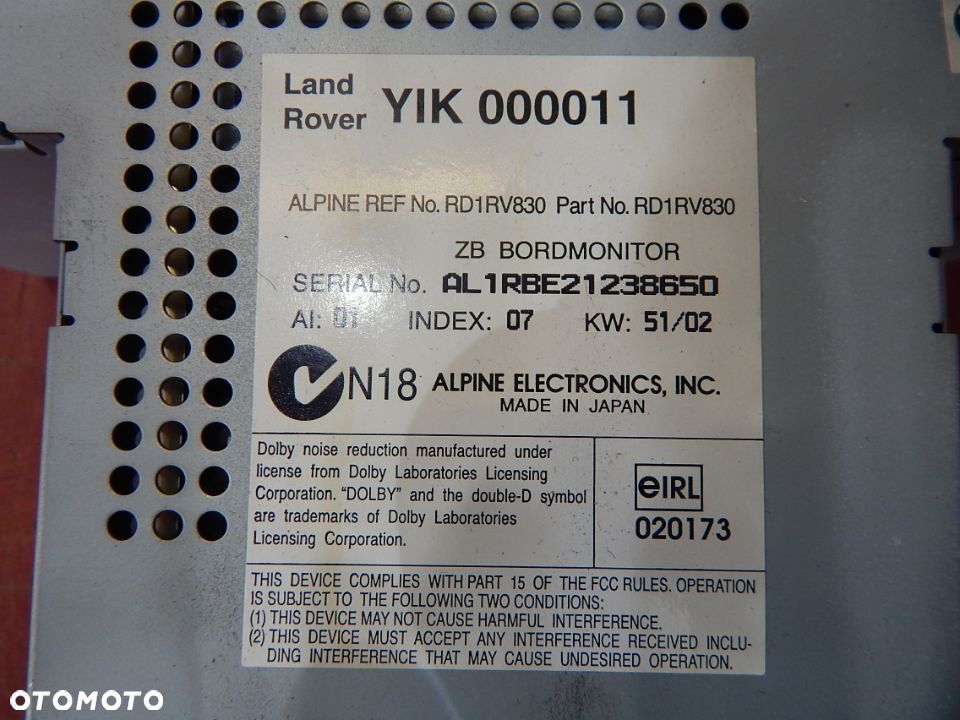 Land Rover YIK 000011
ALPINE REF No. RD1RV830 Part No. RD1RV830
ZB BORDMONITOR
SERIAL No. AL1RBE21238650
AI: 01 INDEX: 07 KW: 51/02
N18 ALPINE ELECTRONICS, INC.
MADE IN JAPAN
Dolby noise reduction manufactured under
license from Dolby Laboratories Licensing
Corporation. “DOLBY” and the double-D symbol
are trademarks of Dolby Laboratories
Licensing Corporation.
eIRL
020173
THIS DEVICE COMPLIES WITH PART 15 OF THE FCC RULES. OPERATION
IS SUBJECT TO THE FOLLOWING TWO CONDITIONS:
(1) THIS DEVICE MAY NOT CAUSE HARMFUL INTERFERENCE.
(2) THIS DEVICE MUST ACCEPT ANY INTERFERENCE RECEIVED INCLU-
DING INTERFERENCE THAT MAY CAUSE UNDESIRED OPERATION.
OTOMOTO